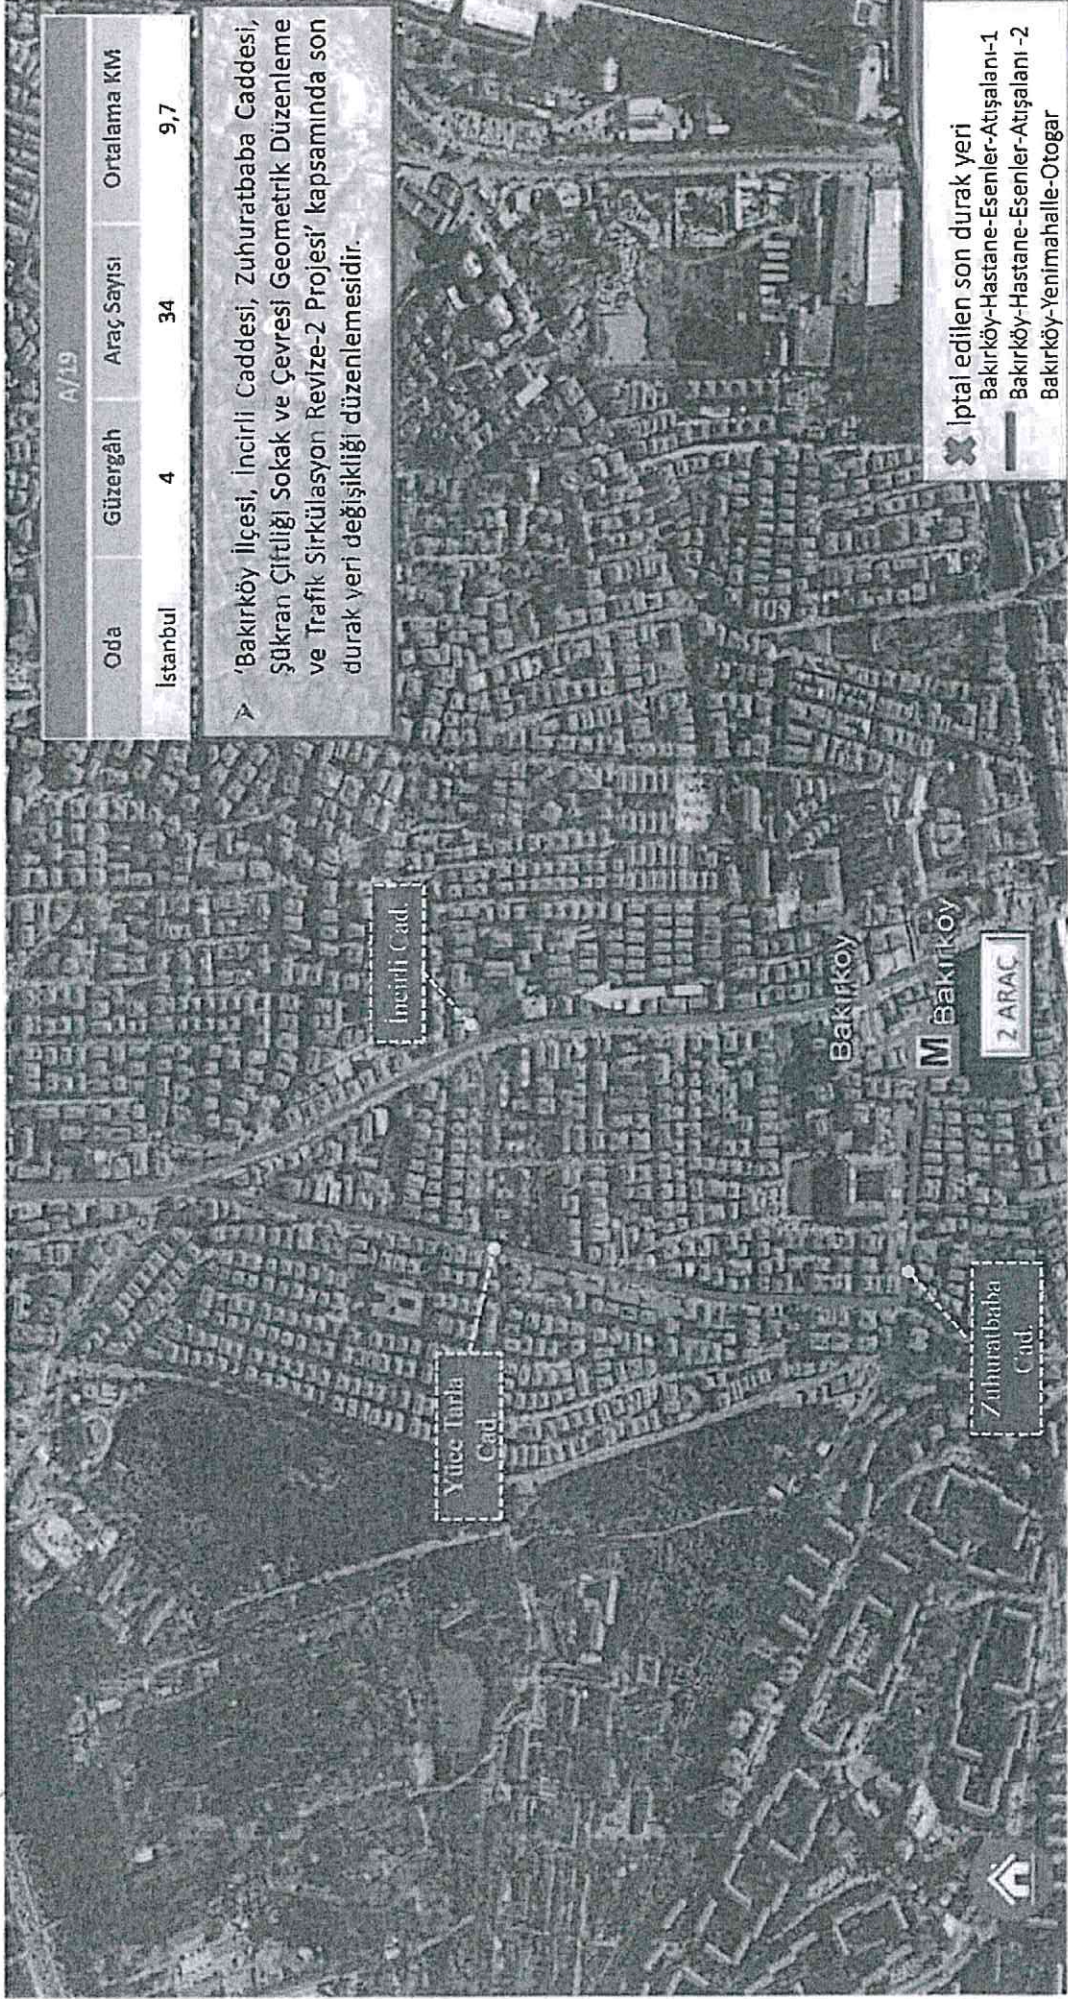 A/19
Oda Güzergâh Araç Sayısı Ortalama KM
İstanbul 4 34 9,7
'Bakırköy İlçesi, İncirli Caddesi, Zuhuratbaba Caddesi,
Şükran Çiftliği Sokak ve Çevresi Geometrik Düzenleme
ve Trafik Sirkülasyon Revize-2 Projesi' kapsamında son
durak yeri değişikliği düzenlemesidir.
İncirli Cad.
Yüce Tarla
Cad.
Bakırköy
M Bakırköy
2 ARAÇ
Zuhuratbaba
Cad.
İptal edilen son durak yeri
Bakırköy-Hastane-Esenler-Atışalanı-1
Bakırköy-Hastane-Esenler-Atışalanı -2
Bakırköy-Yenimahalle-Otogar